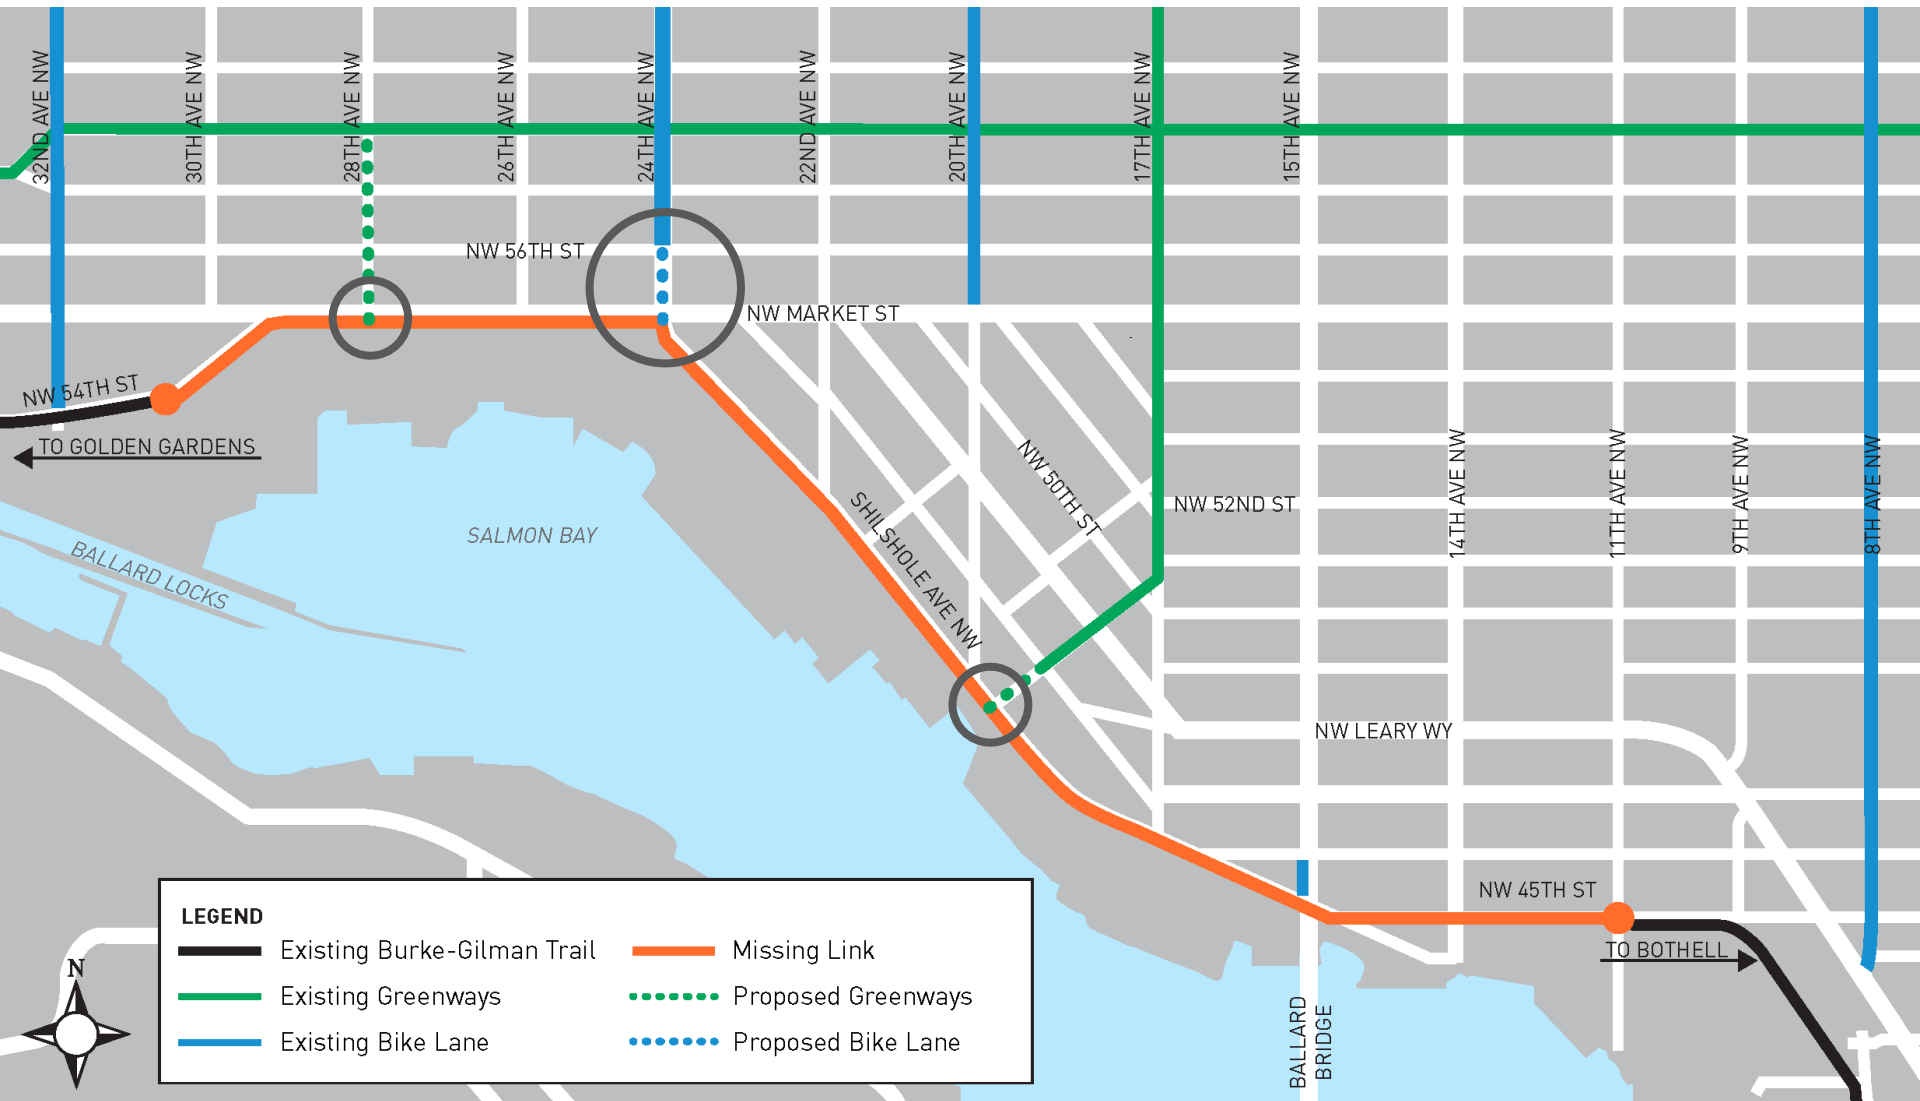 32ND AVE NW
30TH AVE NW
28TH AVE NW
26TH AVE NW
24TH AVE NW
22ND AVE NW
20TH AVE NW
17TH AVE NW
15TH AVE NW
NW 56TH ST
NW MARKET ST
NW 54TH ST
TO GOLDEN GARDENS
SALMON BAY
BALLARD LOCKS
SHILSHOLE AVE NW
NW 50TH ST
NW 52ND ST
14TH AVE NW
11TH AVE NW
9TH AVE NW
8TH AVE NW
NW LEARY WY
NW 45TH ST
TO BOTHELL
BALLARD
BRIDGE
N
LEGEND
Existing Burke-Gilman Trail
Missing Link
Existing Greenways
Proposed Greenways
Existing Bike Lane
Proposed Bike Lane